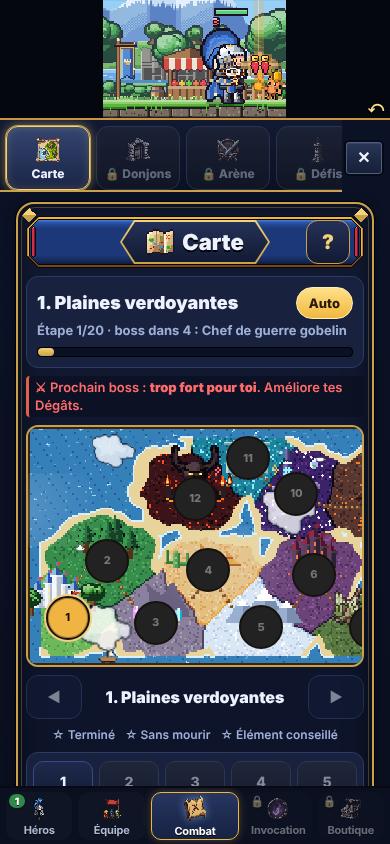 Carte
Donjons
Arène
Défis
×
Carte
?
1. Plaines verdoyantes
Auto
Étape 1/20 · boss dans 4 : Chef de guerre gobelin
⚔ Prochain boss : trop fort pour toi. Améliore tes
Dégâts.
11
12
10
2
4
6
1
3
5
◀ 1. Plaines verdoyantes ▶
☆ Terminé ☆ Sans mourir ☆ Élément conseillé
1 2 3 4 5
1
Héros
Équipe
Combat
Invocation
Boutique